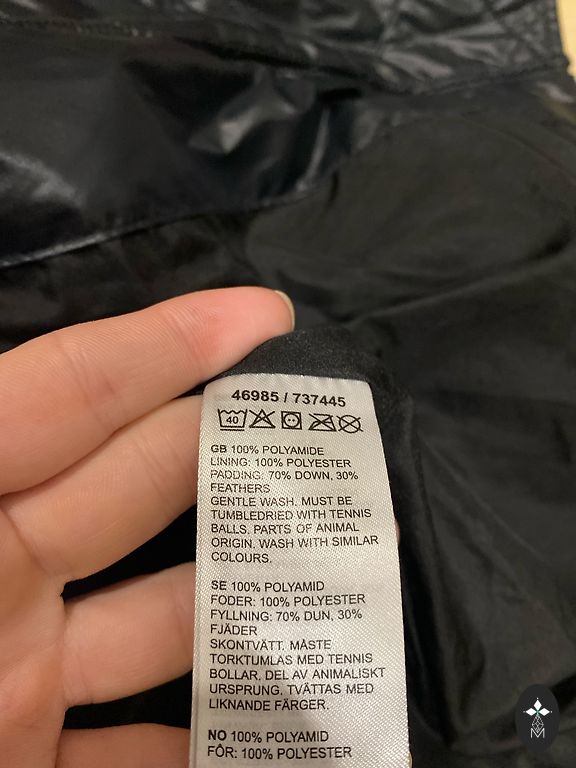 46985 / 737445
40
GB 100% POLYAMIDE
LINING: 100% POLYESTER
PADDING: 70% DOWN, 30%
FEATHERS
GENTLE WASH. MUST BE
TUMBLEDRIED WITH TENNIS
BALLS. PARTS OF ANIMAL
ORIGIN. WASH WITH SIMILAR
COLOURS.
SE 100% POLYAMID
FODER: 100% POLYESTER
FYLLNING: 70% DUN, 30%
FJÄDER
SKONTVÄTT. MÅSTE
TORKTUMLAS MED TENNIS
BOLLAR. DEL AV ANIMALISKT
URSPRUNG. TVÄTTAS MED
LIKNANDE FÄRGER.
NO 100% POLYAMID
FÔR: 100% POLYESTER
M